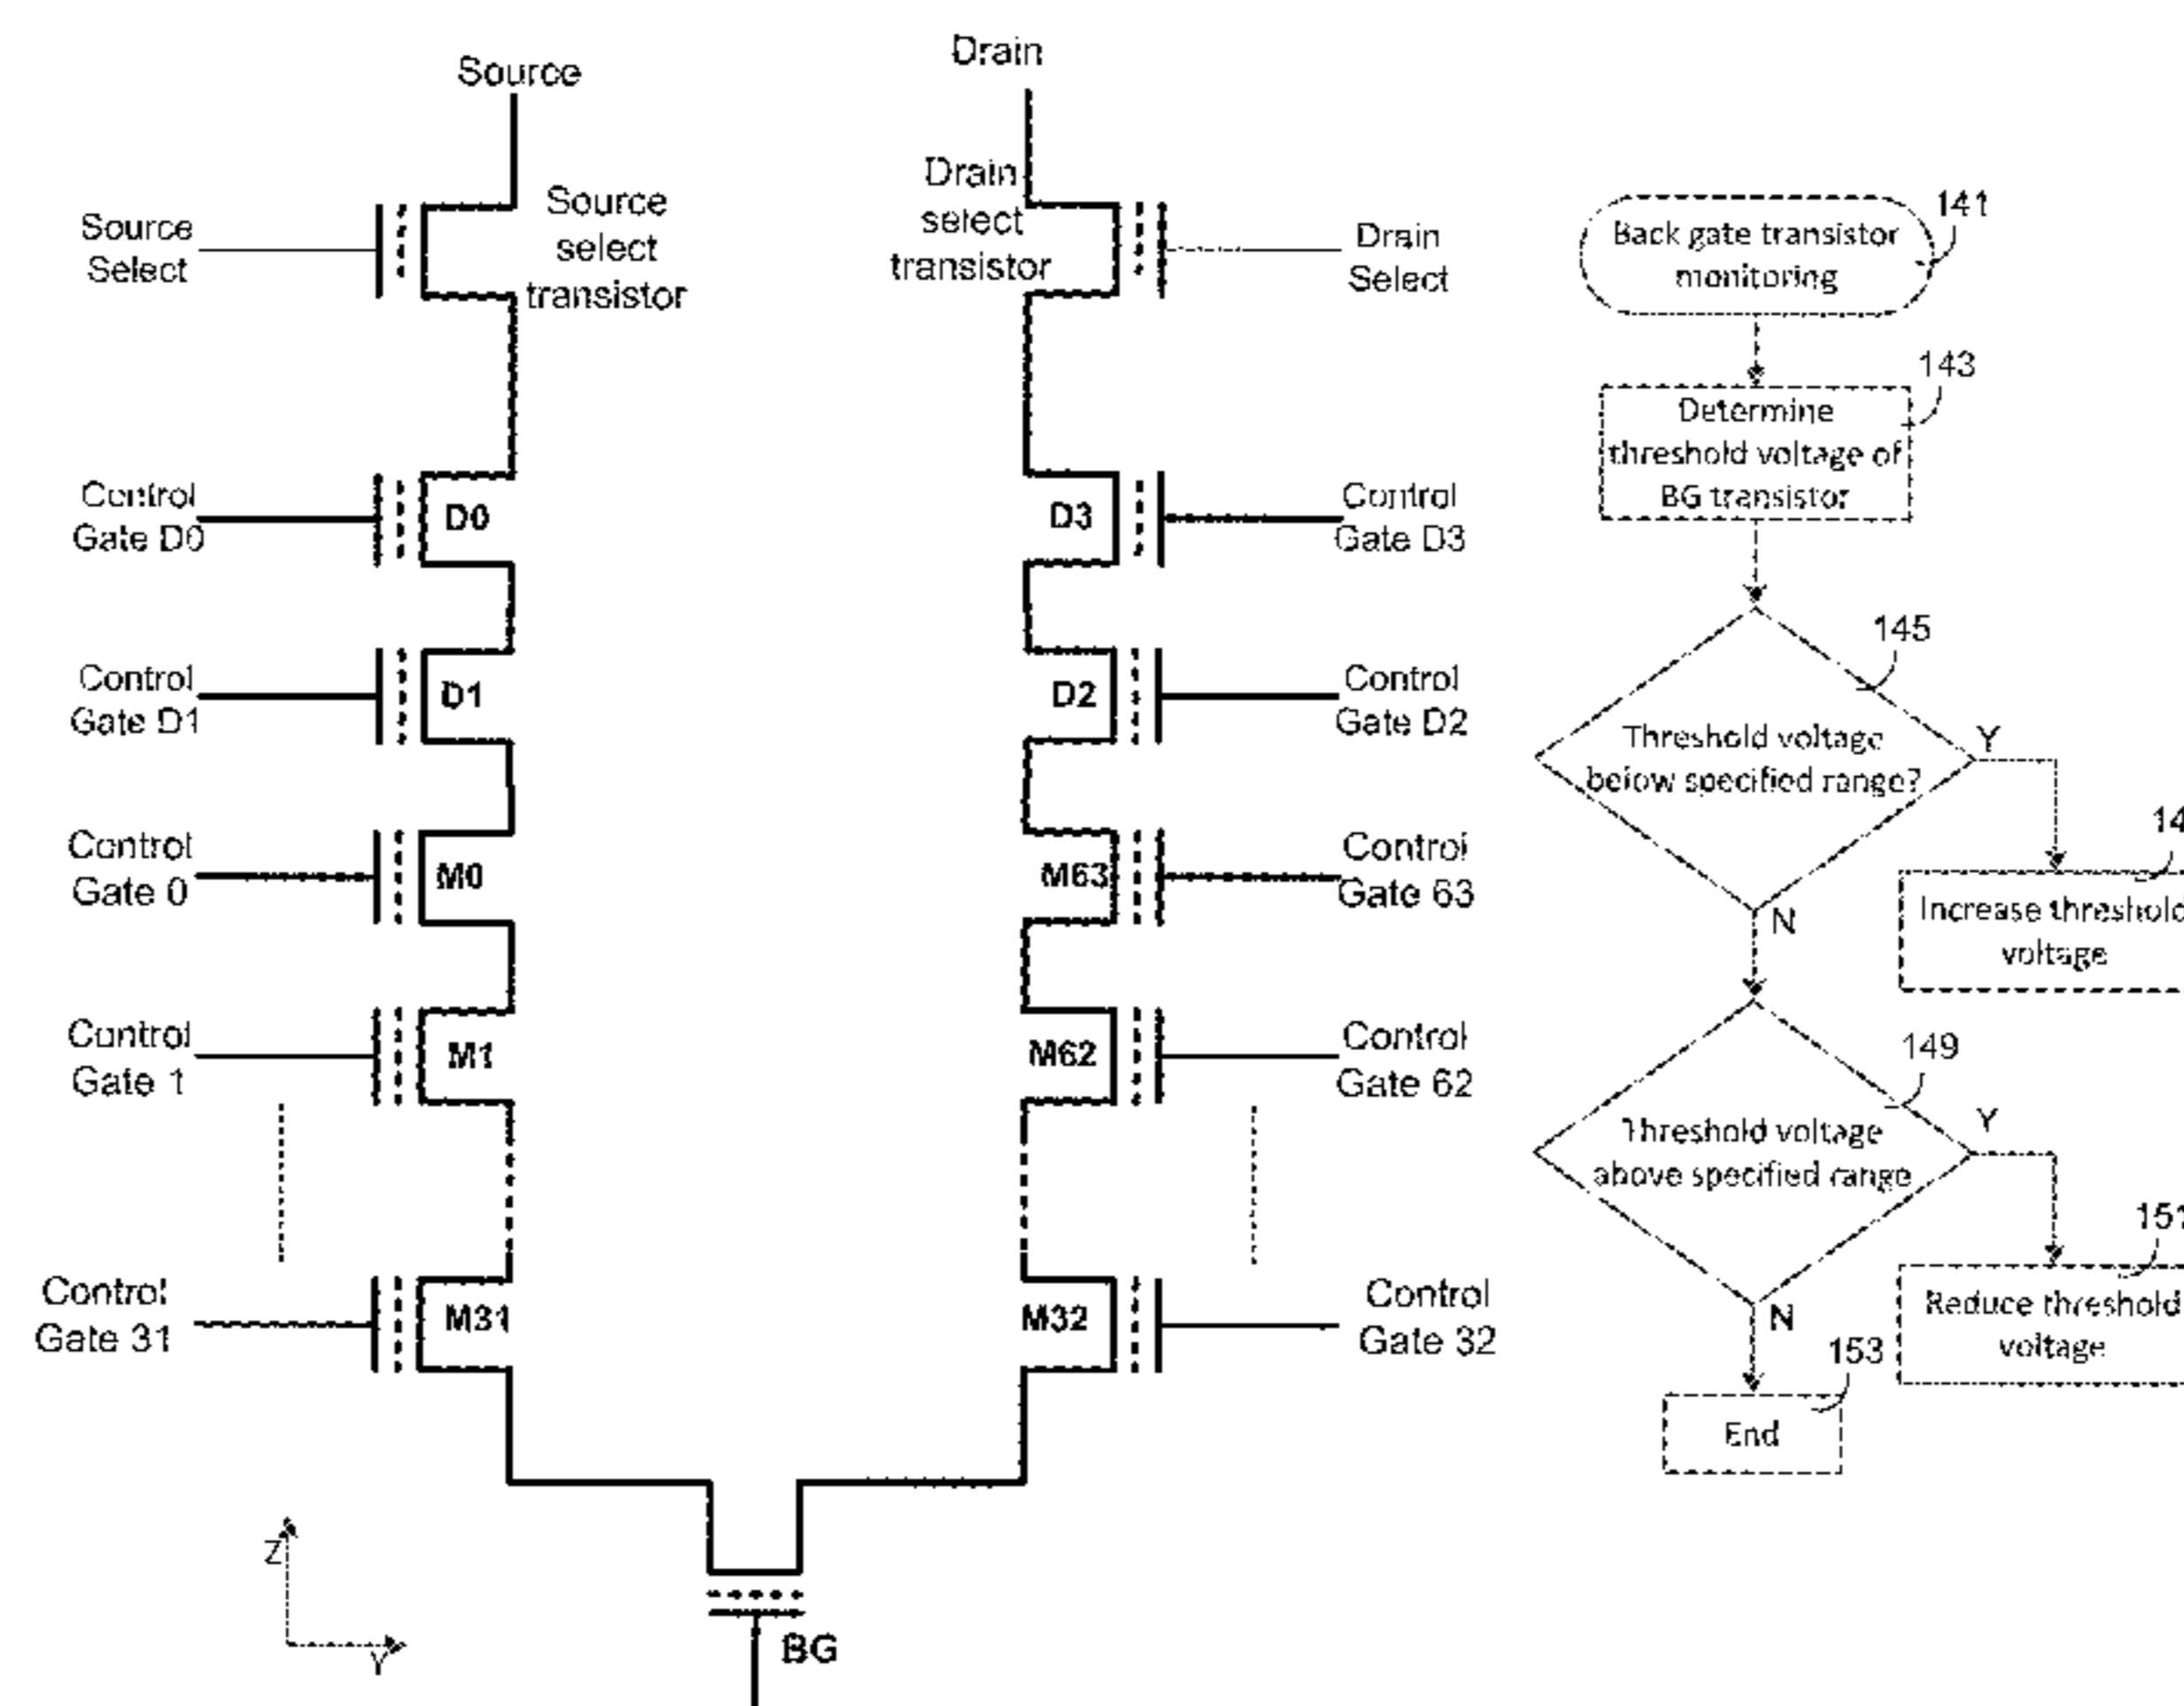 Source
Drain
Source
Select
Source
select
transistor
Drain
select
transistor
Drain
Select
Control
Gate D0
D0
D3
Control
Gate D3
Control
Gate D1
D1
D2
Control
Gate D2
Control
Gate 0
M0
M63
Control
Gate 63
Control
Gate 1
M1
M62
Control
Gate 62
Control
Gate 31
M31
M32
Control
Gate 32
BG
Z
Y
141
Back gate transistor
monitoring
143
Determine
threshold voltage of
BG transistor
145
Threshold voltage
below specified range?
Y
N
14
Increase threshold
voltage
149
Threshold voltage
above specified range
Y
N
151
Reduce threshold
voltage
153
End